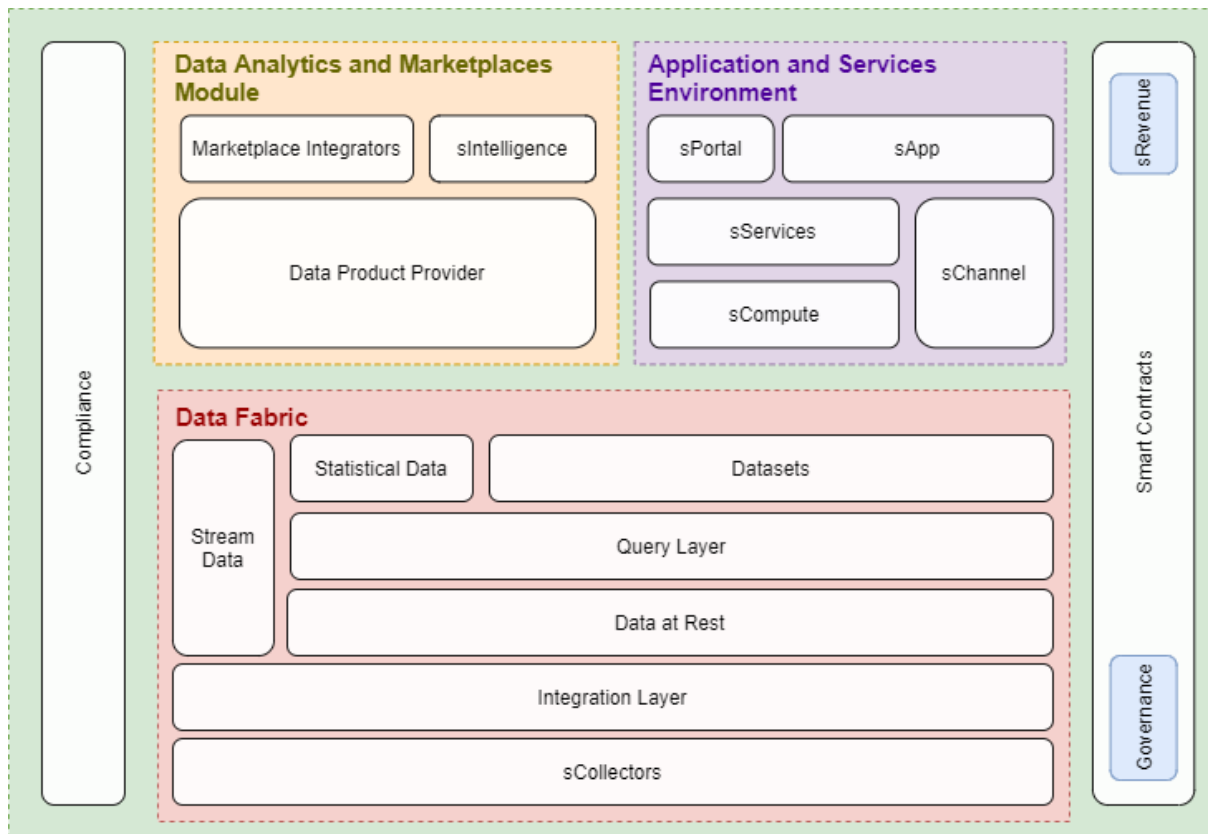 Compliance
Data Analytics and Marketplaces
Module
Marketplace Integrators
sIntelligence
Data Product Provider
Application and Services
Environment
sPortal
sApp
sServices
sChannel
sCompute
Data Fabric
Stream
Data
Statistical Data
Datasets
Query Layer
Data at Rest
Integration Layer
sCollectors
sRevenue
Smart Contracts
Governance